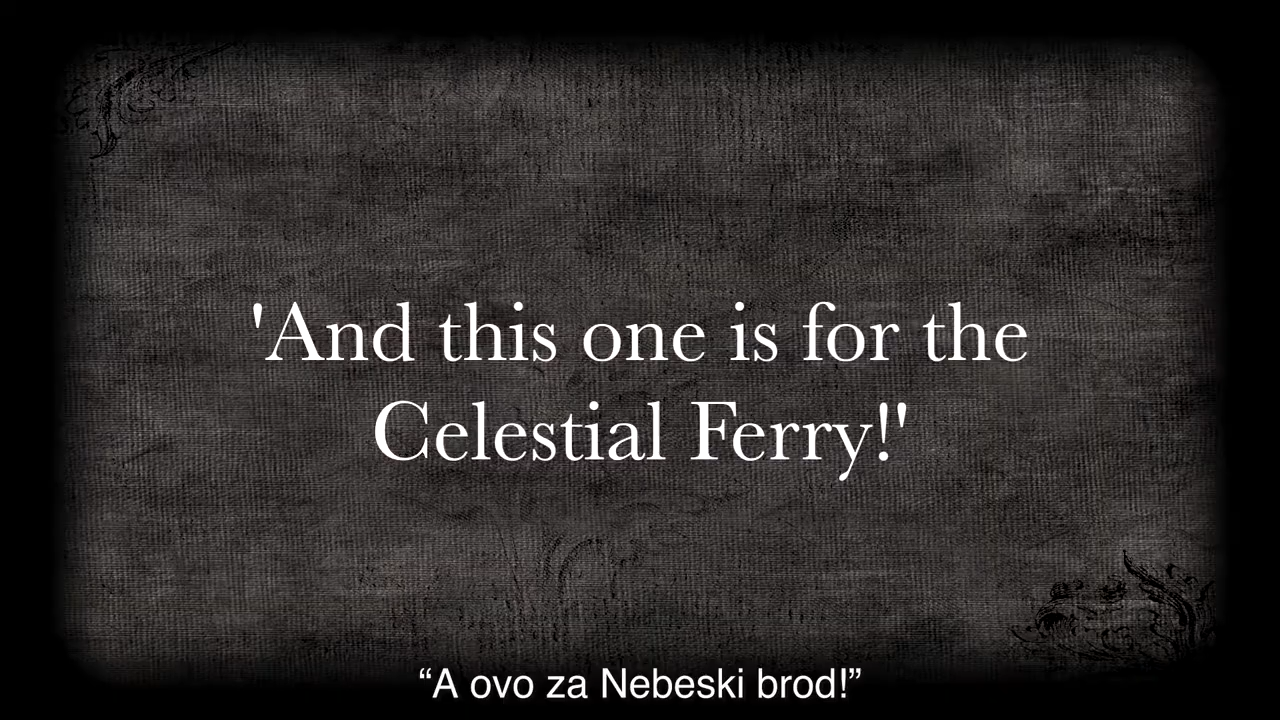 'And this one is for the
Celestial Ferry!'
“A ovo za Nebeski brod!”